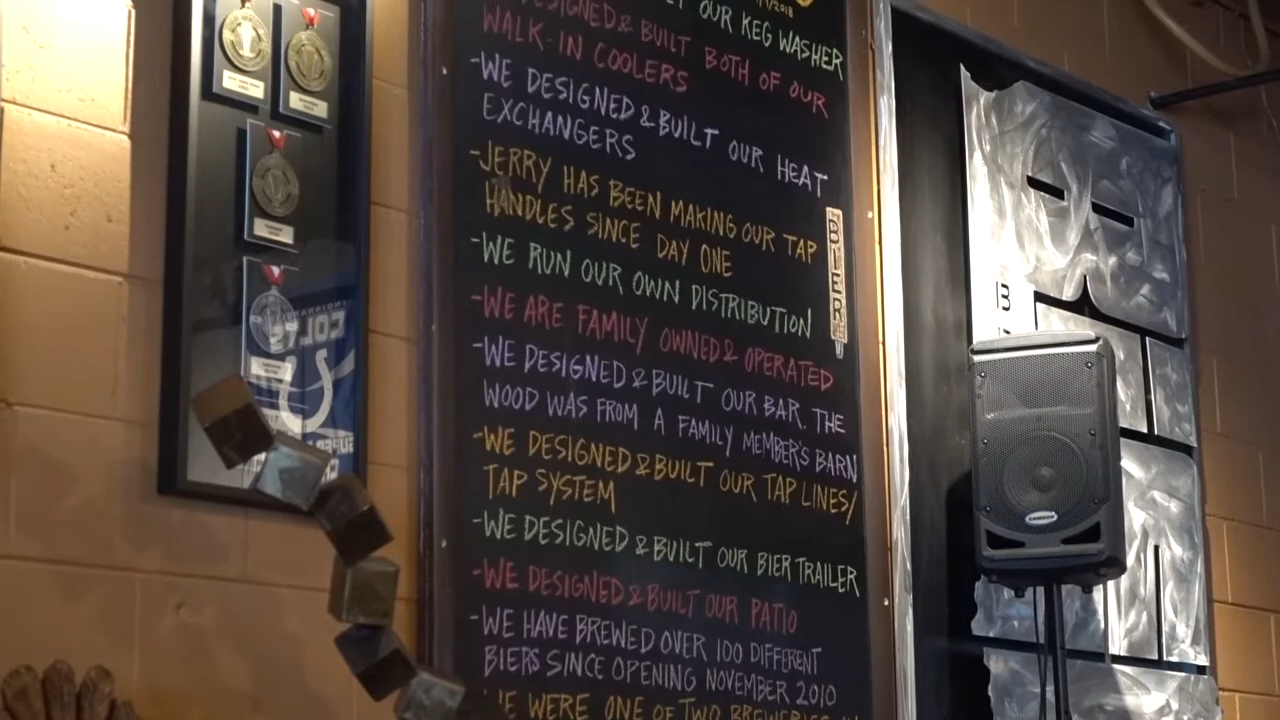 OUR KEG WASHER
DESIGNED & BUILT BOTH OF OUR
WALK-IN COOLERS
-WE DESIGNED & BUILT OUR HEAT
EXCHANGERS
-JERRY HAS BEEN MAKING OUR TAP
HANDLES SINCE DAY ONE
-WE RUN OUR OWN DISTRIBUTION
-WE ARE FAMILY OWNED & OPERATED
-WE DESIGNED & BUILT OUR BAR. THE
WOOD WAS FROM A FAMILY MEMBER'S BARN
-WE DESIGNED & BUILT OUR TAP LINES/
TAP SYSTEM
-WE DESIGNED & BUILT OUR BIER TRAILER
-WE DESIGNED & BUILT OUR PATIO
-WE HAVE BREWED OVER 100 DIFFERENT
BIERS SINCE OPENING NOVEMBER 2010
WE WERE ONE OF TWO BREWERIES IN
BIER
COLTS
SAMSON